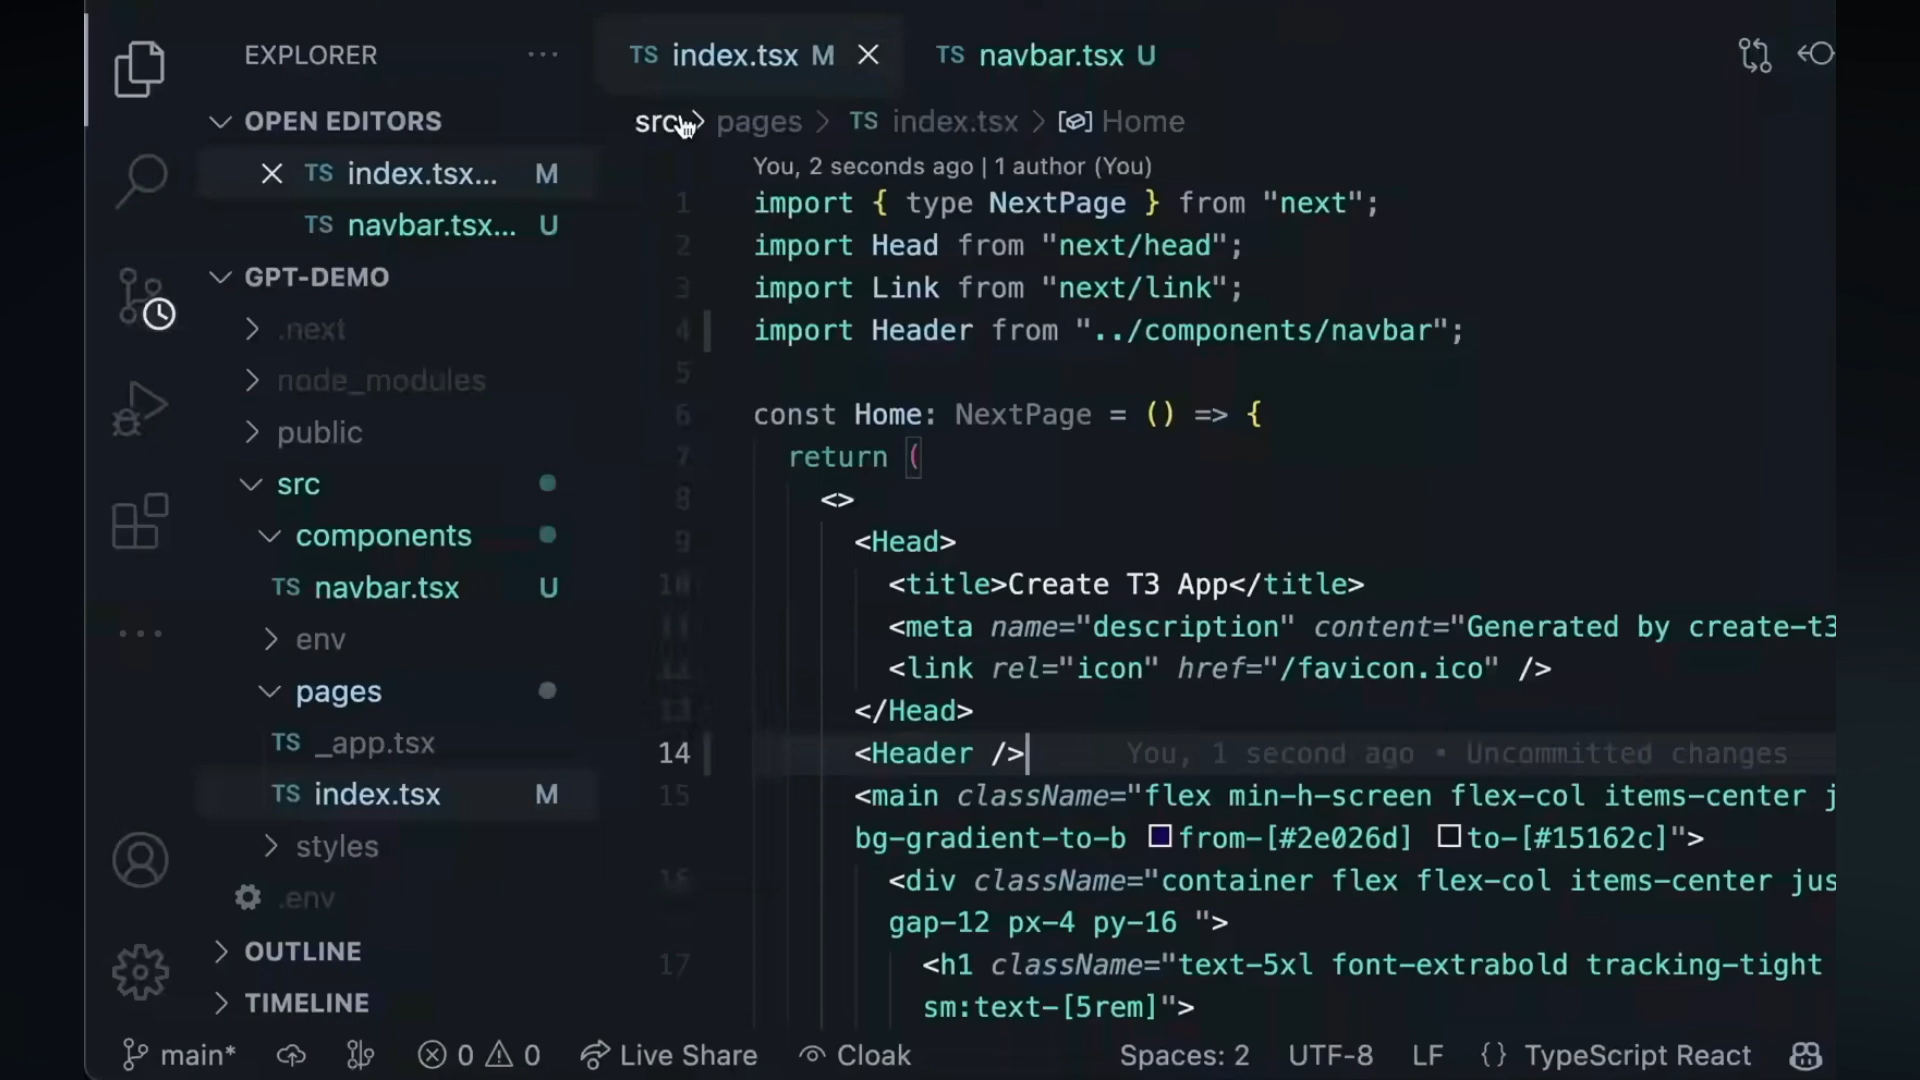 EXPLORER
OPEN EDITORS
TS index.tsx... M
TS navbar.tsx... U
GPT-DEMO
.next
node_modules
public
src
components
TS navbar.tsx U
env
pages
TS _app.tsx
TS index.tsx M
styles
.env
OUTLINE
TIMELINE
TS index.tsx M
TS navbar.tsx U
src > pages > TS index.tsx > Home
You, 2 seconds ago | 1 author (You)
1 import { type NextPage } from "next";
2 import Head from "next/head";
3 import Link from "next/link";
4 import Header from "../components/navbar";
5
6 const Home: NextPage = () => {
7 return (
8 <>
9 <Head>
10 <title>Create T3 App</title>
11 <meta name="description" content="Generated by create-t3
<link rel="icon" href="/favicon.ico" />
13 </Head>
14 <Header /> You, 1 second ago • Uncommitted changes
15 <main className="flex min-h-screen flex-col items-center j
bg-gradient-to-b from-[#2e026d] to-[#15162c]">
16 <div className="container flex flex-col items-center jus
gap-12 px-4 py-16 ">
17 <h1 className="text-5xl font-extrabold tracking-tight
sm:text-[5rem]">
main* 0 0 Live Share Cloak Spaces: 2 UTF-8 LF {} TypeScript React